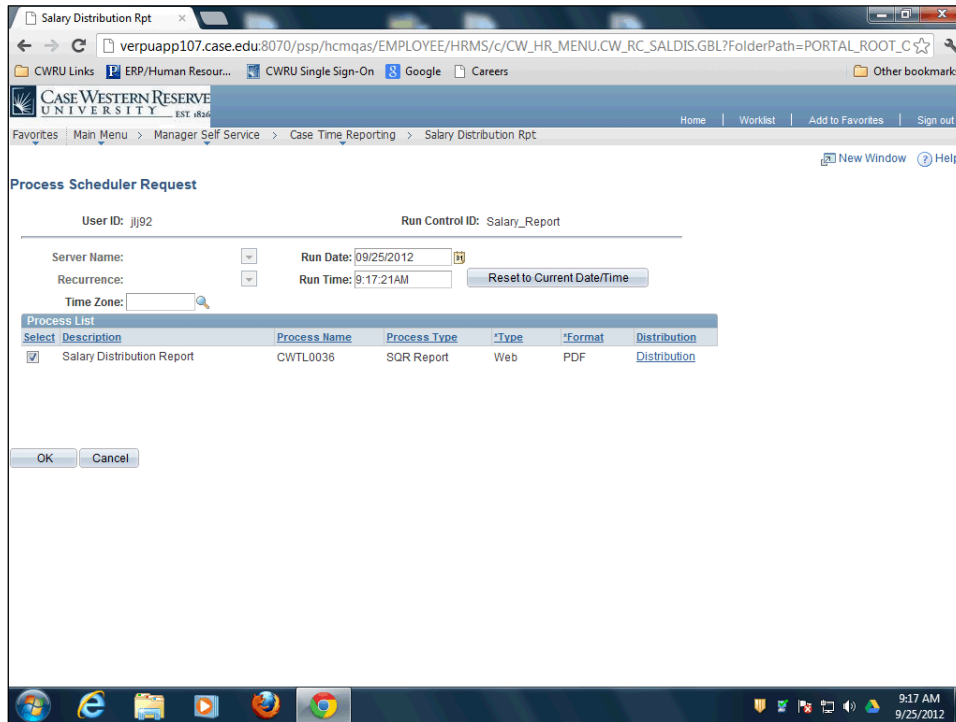 Salary Distribution Rpt
verpuapp107.case.edu:8070/psp/hcmqas/EMPLOYEE/HRMS/c/CW_HR_MENU.CW_RC_SALDIS.GBL?FolderPath=PORTAL_ROOT_O
CWRU Links ERP/Human Resour... CWRU Single Sign-On Google Careers Other bookmark
CASE WESTERN RESERVE
UNIVERSITY EST. 1826
Home | Worklist | Add to Favorites | Sign out
Favorites Main Menu > Manager Self Service > Case Time Reporting > Salary Distribution Rpt
New Window ? Help
Process Scheduler Request
User ID: jlj92 Run Control ID: Salary_Report
Server Name: Run Date: 09/25/2012
Recurrence: Run Time: 9:17:21AM Reset to Current Date/Time
Time Zone:
Process List
Select Description Process Name Process Type *Type *Format Distribution
Salary Distribution Report CWTL0036 SQR Report Web PDF Distribution
OK Cancel
9:17 AM
9/25/2012